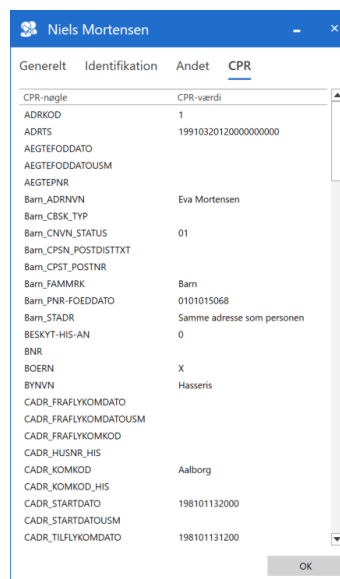 Niels Mortensen
Generelt Identifikation Andet CPR
CPR-nøgle CPR-værdi
ADRKOD 1
ADRTS 19910320120000000000
AEGTEFODDATO
AEGTEFODDATOUSM
AEGTEPNR
Barn_ADRNVN Eva Mortensen
Barn_CBSK_TYP
Barn_CNVN_STATUS 01
Barn_CPSN_POSTDISTTXT
Barn_CPST_POSTNR
Barn_FAMMRK Barn
Barn_PNR-FOEDDATO 0101015068
Barn_STADR Samme adresse som personen
BESKYT-HIS-AN 0
BNR
BOERN X
BYNVN Hasseris
CADR_FRAFLYKOMDATO
CADR_FRAFLYKOMDATOUSM
CADR_FRAFLYKOMKOD
CADR_HUSNR_HIS
CADR_KOMKOD Aalborg
CADR_KOMKOD_HIS
CADR_STARTDATO 198101132000
CADR_STARTDATOUSM
CADR_TILFLYKOMDATO 198101131200
OK